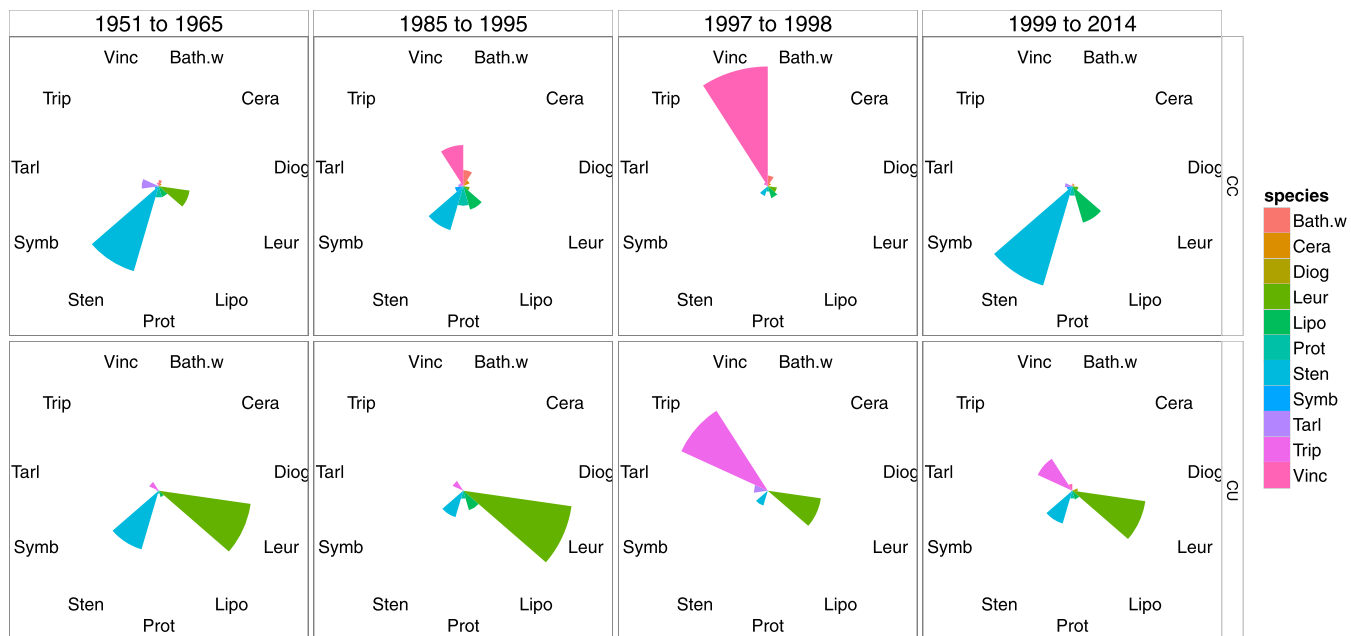 1951 to 1965 1985 to 1995 1997 to 1998 1999 to 2014
Vinc Bath.w Vinc Bath.w Vinc Bath.w Vinc Bath.w
Trip Cera Trip Cera Trip Cera Trip Cera
Tarl Diog Tarl Diog Tarl Diog Tarl Diog
CC
Symb Leur Symb Leur Symb Leur Symb Leur
Sten Lipo Sten Lipo Sten Lipo Sten Lipo
Prot Prot Prot Prot
Vinc Bath.w Vinc Bath.w Vinc Bath.w Vinc Bath.w
Trip Cera Trip Cera Trip Cera Trip Cera
Tarl Diog Tarl Diog Tarl Diog Tarl Diog
CU
Symb Leur Symb Leur Symb Leur Symb Leur
Sten Lipo Sten Lipo Sten Lipo Sten Lipo
Prot Prot Prot Prot
species
Bath.w
Cera
Diog
Leur
Lipo
Prot
Sten
Symb
Tarl
Trip
Vinc